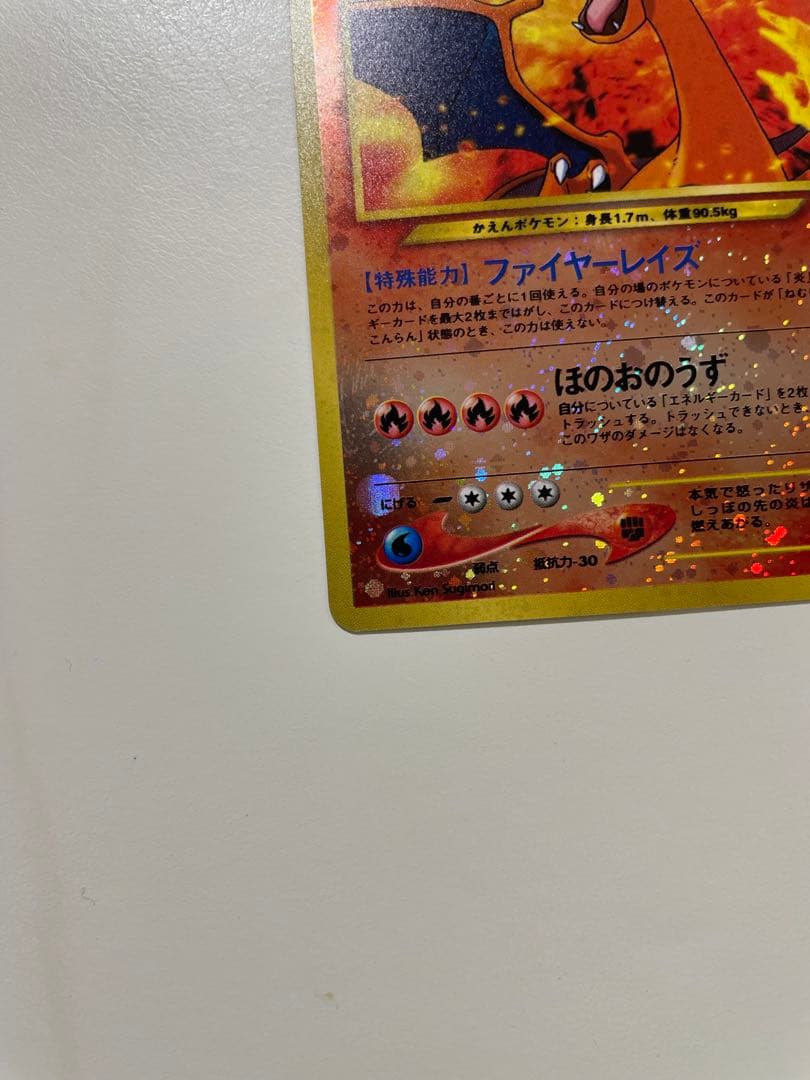 かえんポケモン：身長1.7m、体重90.5kg
【特殊能力】ファイヤーレイズ
この力は、自分の番ごとに1回使える。自分の場のポケモンについている「炎」
ギーカードを最大2枚まではがし、このカードにつけ替える。このカードが「ねむ
こんらん」状態のとき、この力は使えない。
ほのおのうず
自分についている「エネルギーカード」を2枚
トラッシュする。トラッシュできないとき
このワザのダメージはなくなる。
にげる
本気で怒ったリザ
しっぽの先の炎は
燃えあがる。
弱点
抵抗力-30
Illus. Ken Sugimori